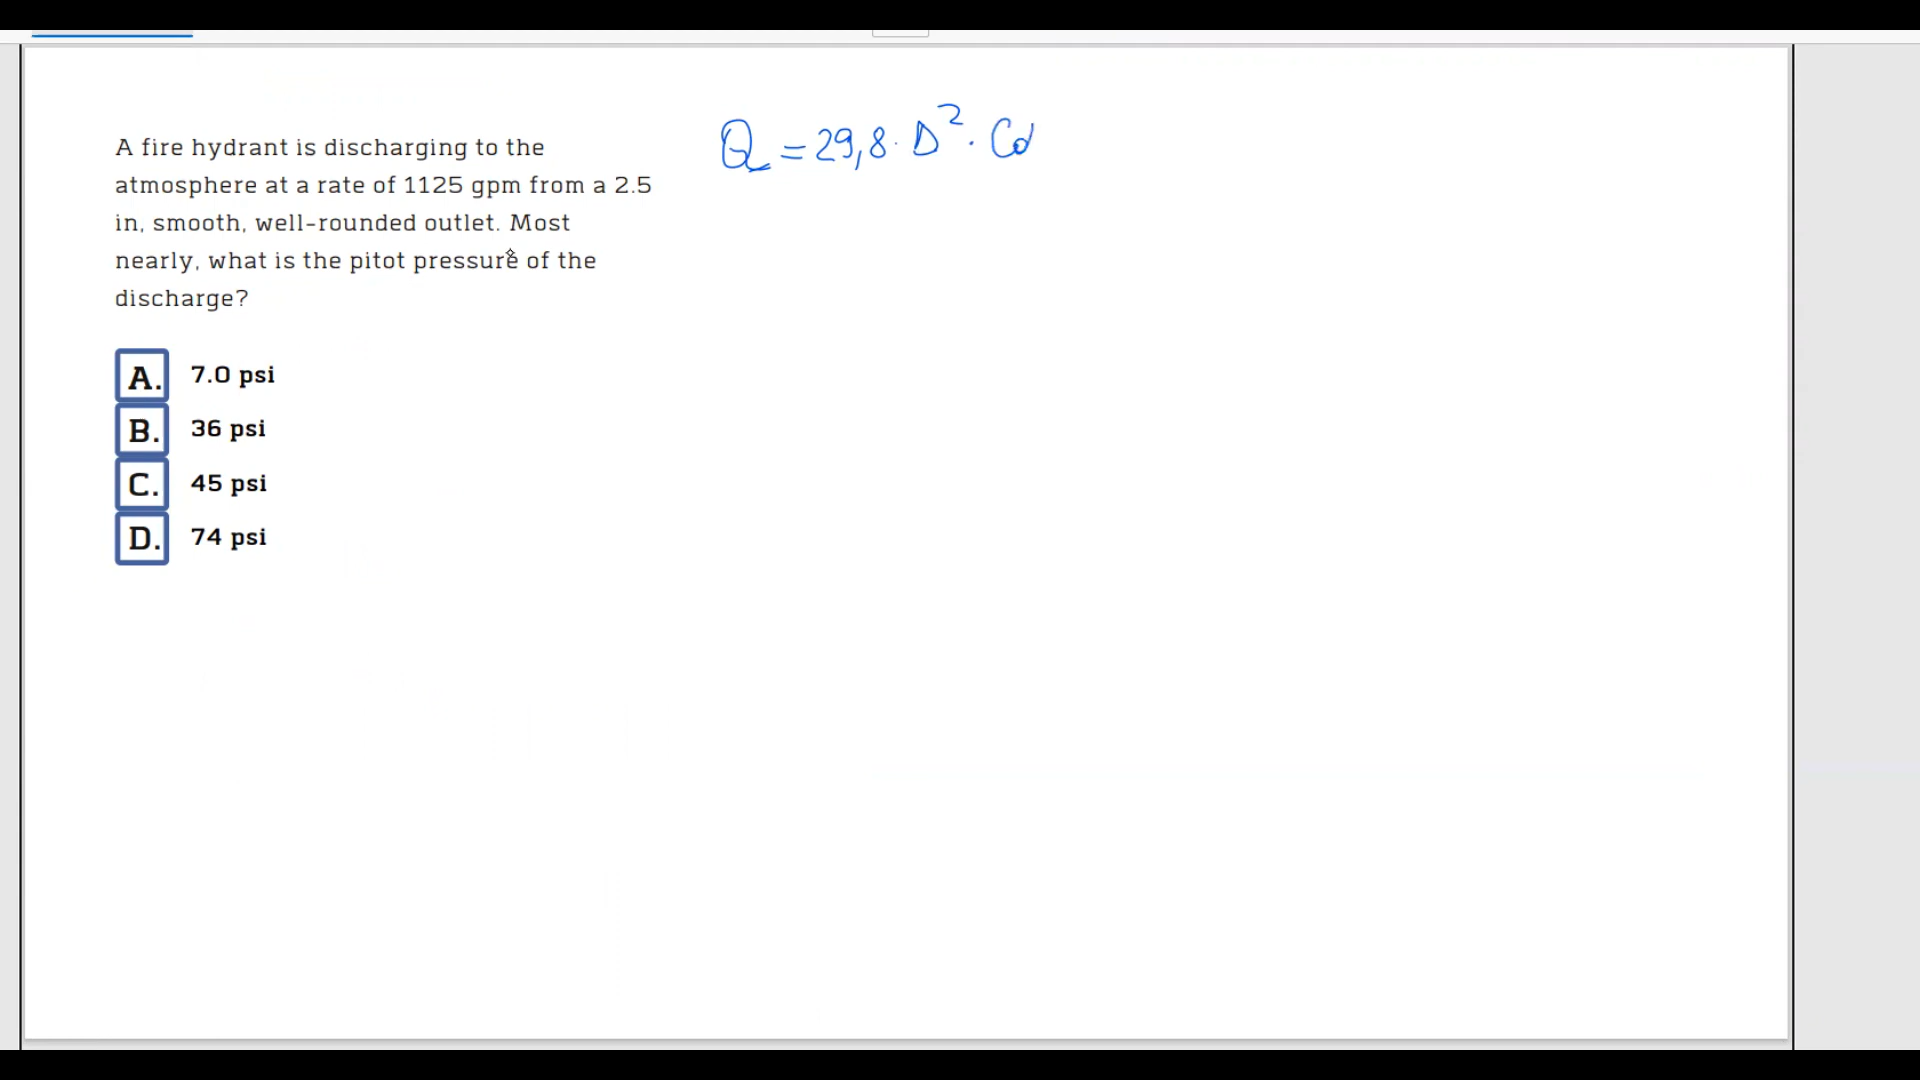 A fire hydrant is discharging to the
atmosphere at a rate of 1125 gpm from a 2.5
in, smooth, well-rounded outlet. Most
nearly, what is the pitot pressure of the
discharge?
A. 7.0 psi
B. 36 psi
C. 45 psi
D. 74 psi
Q = 29,8 · D² · Cd